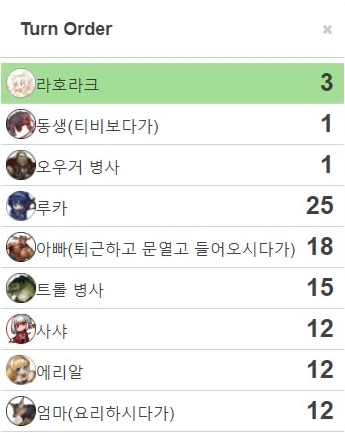 Turn Order ×
라호라크 3
동생(티비보다가) 1
오우거 병사 1
루카 25
아빠(퇴근하고 문열고 들어오시다가) 18
트롤 병사 15
사샤 12
에리알 12
엄마(요리하시다가) 12